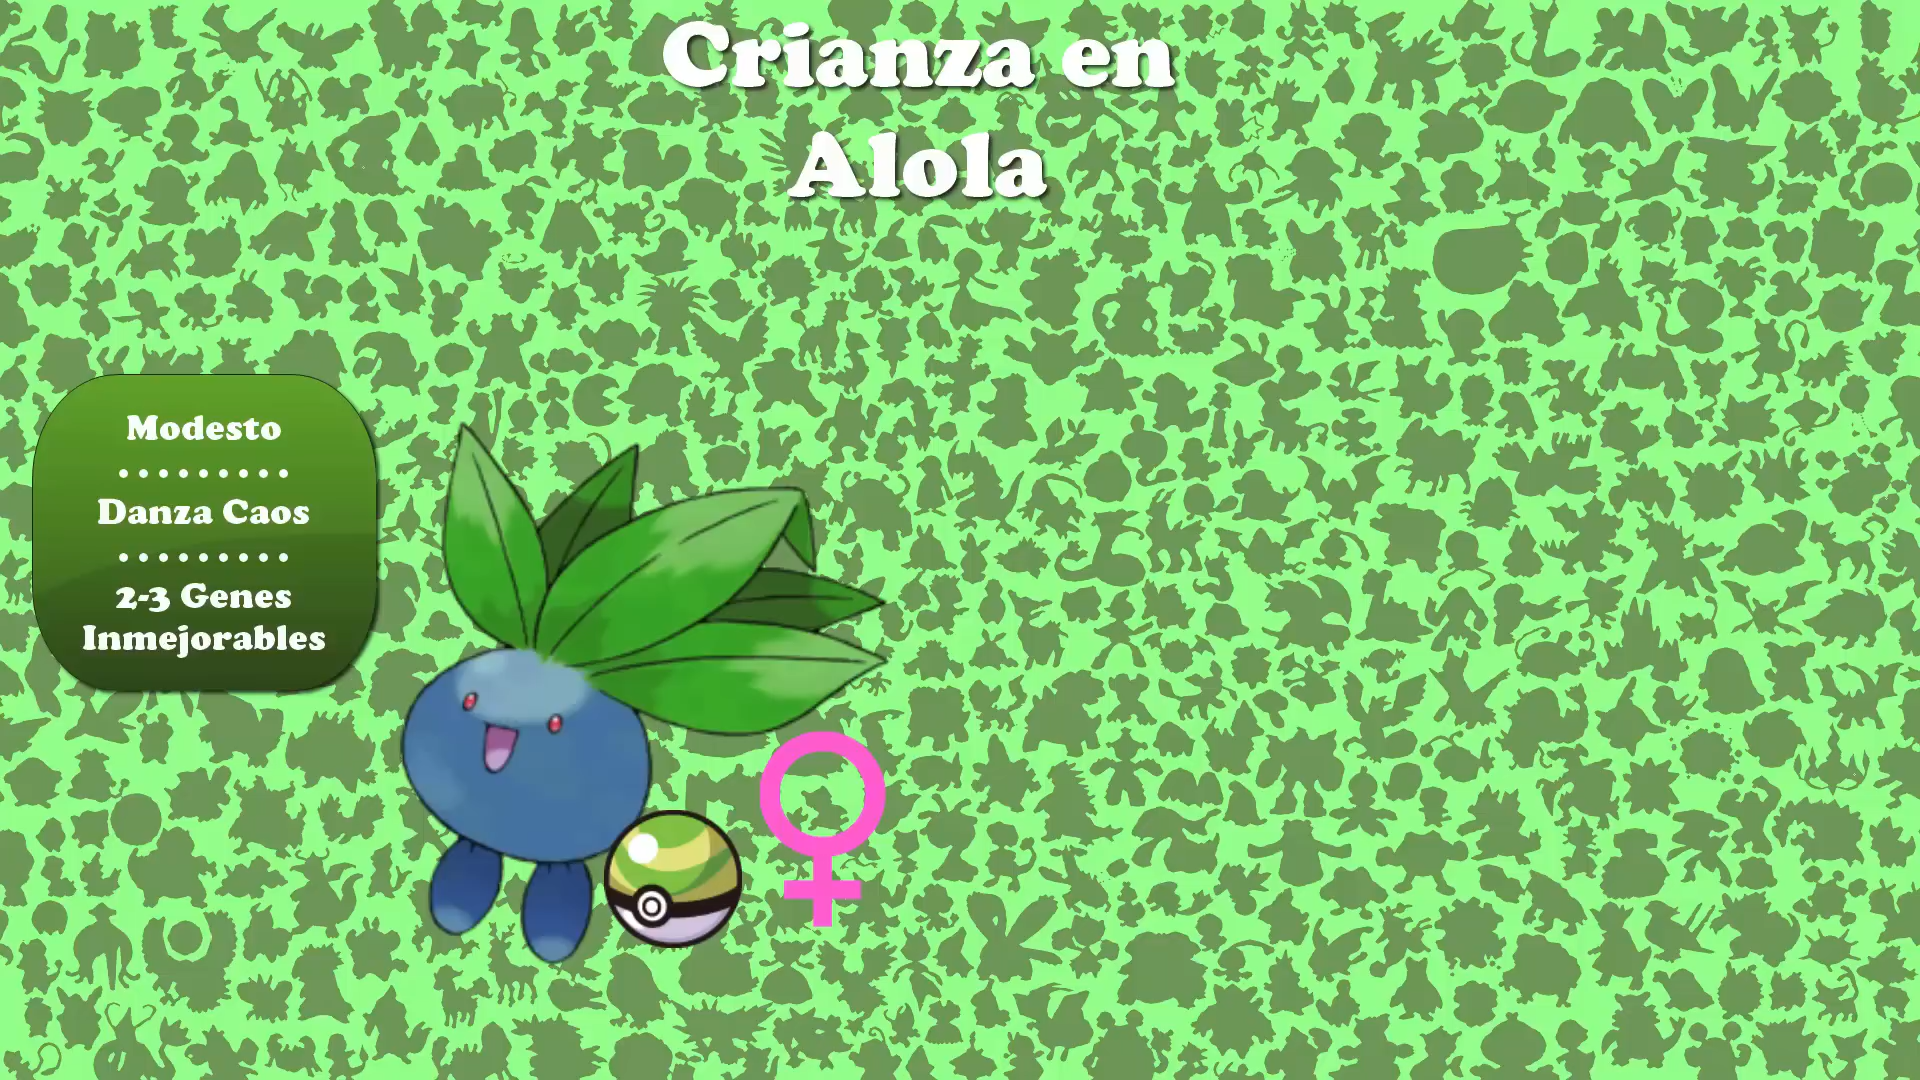 Crianza en
Alola
Modesto
.........
Danza Caos
.........
2-3 Genes
Inmejorables